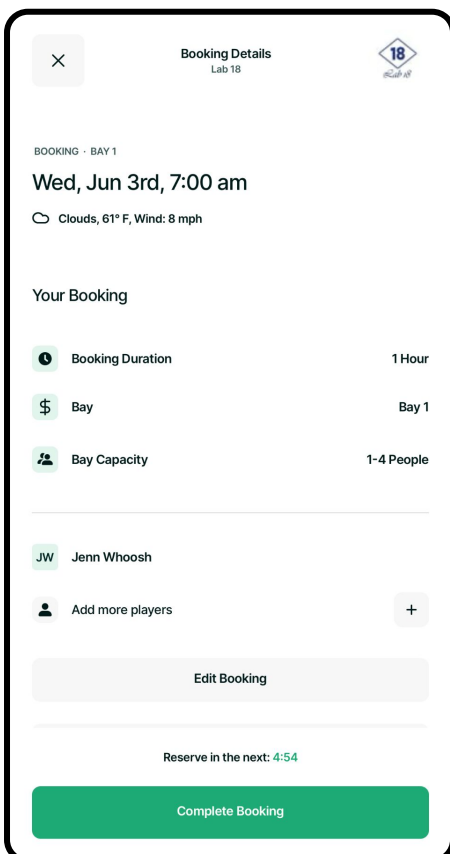 Booking Details
Lab 18
18
Lab 18
BOOKING · BAY 1
Wed, Jun 3rd, 7:00 am
Clouds, 61° F, Wind: 8 mph
Your Booking
Booking Duration 1 Hour
$ Bay Bay 1
Bay Capacity 1-4 People
JW Jenn Whoosh
Add more players +
Edit Booking
Reserve in the next: 4:54
Complete Booking